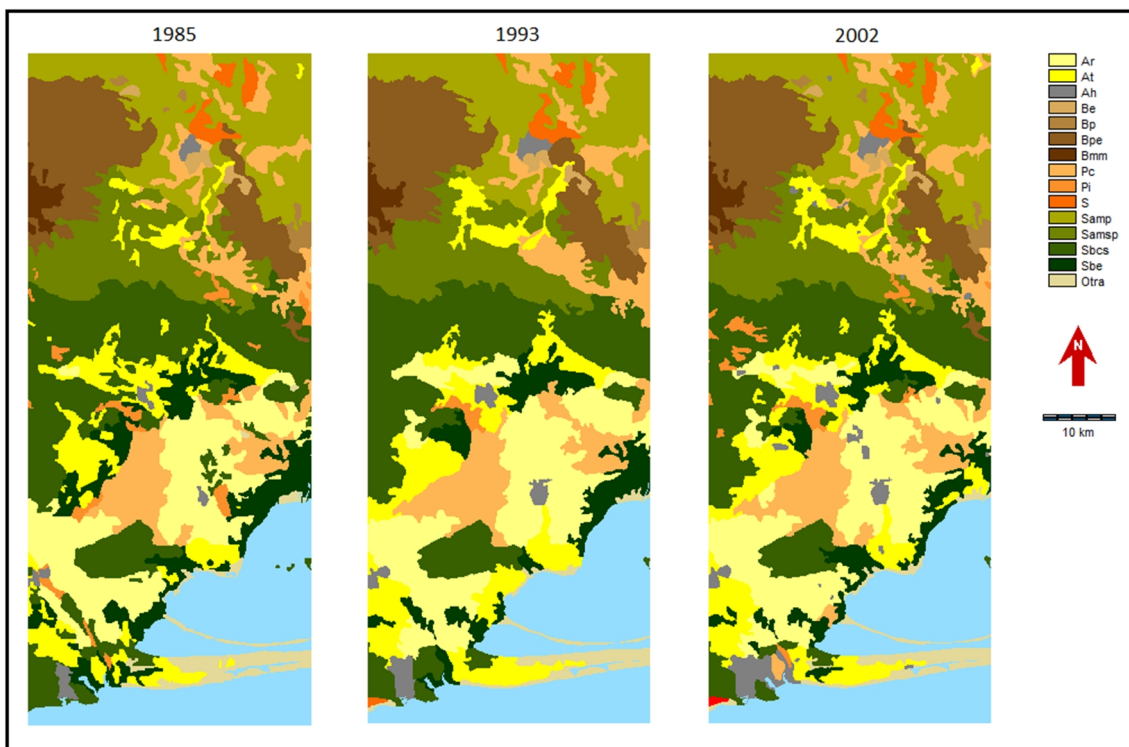 1985
1993
2002
Ar
At
Ah
Be
Bp
Bpe
Bmm
Pc
Pi
S
Samp
Samsp
Sbcs
Sbe
Otra
N
10 km